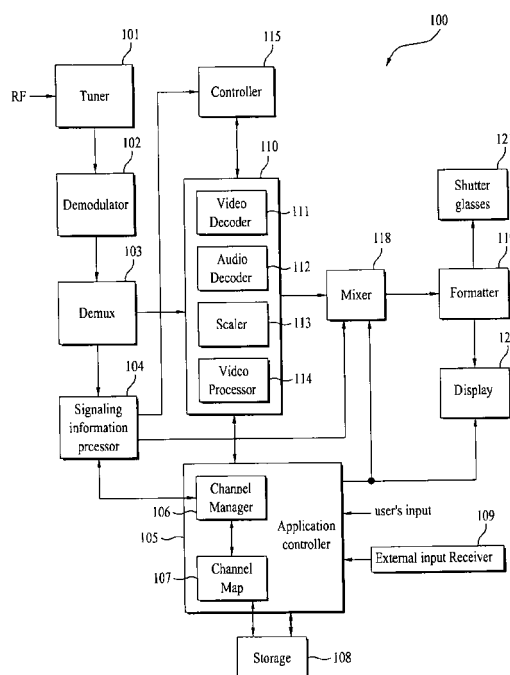 100
101
115
RF
Tuner
Controller
102
110
12
Demodulator
Video
Decoder
111
Shutter
glasses
103
Audio
Decoder
112
118
11
Demux
Mixer
Formatter
Scaler
113
104
12
Video
Processor
114
Signaling
information
prcessor
Display
Channel
Manager
106
105
Application
controller
user's input
109
External input Receiver
107
Channel
Map
Storage
108